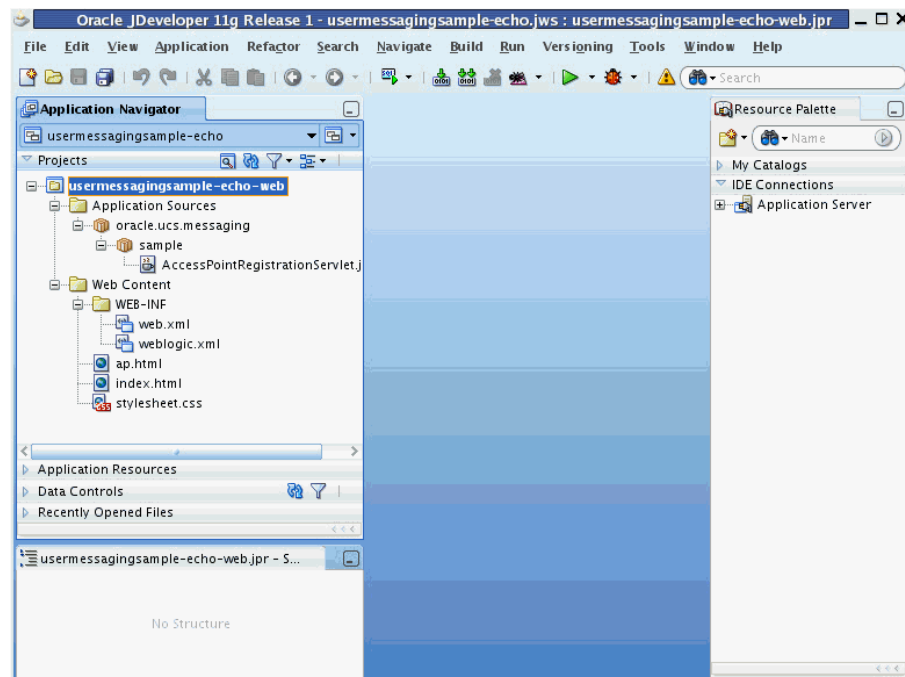 Oracle JDeveloper 11g Release 1 - usermessagingsample-echo.jws : usermessagingsample-echo-web.jpr
File Edit View Application Refactor Search Navigate Build Run Versioning Tools Window Help
Search
Application Navigator
usermessagingsample-echo
Projects
usermessagingsample-echo-web
Application Sources
oracle.ucs.messaging
sample
AccessPointRegistrationServlet.j
Web Content
WEB-INF
web.xml
weblogic.xml
ap.html
index.html
stylesheet.css
Application Resources
Data Controls
Recently Opened Files
usermessagingsample-echo-web.jpr - S...
No Structure
Resource Palette
Name
My Catalogs
IDE Connections
Application Server